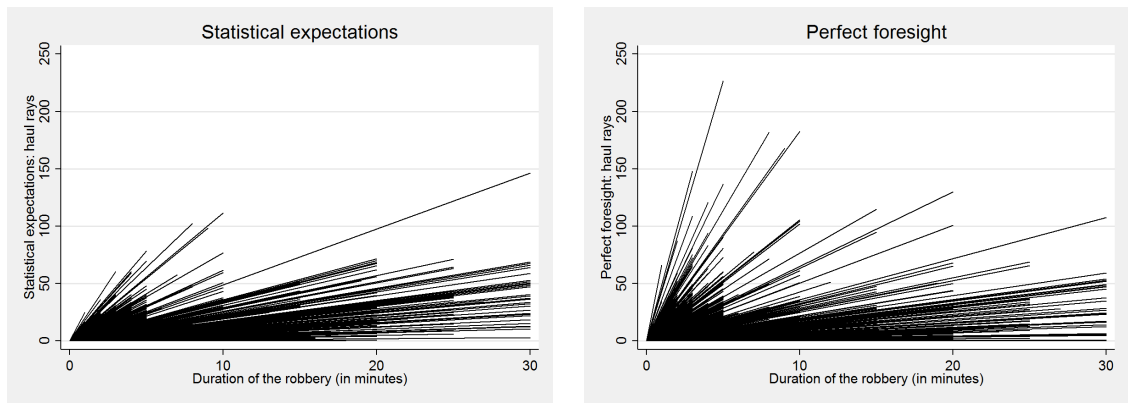 Statistical expectations
Statistical expectations: haul rays
250
200
150
100
50
0
0 10 20 30
Duration of the robbery (in minutes)
Perfect foresight
Perfect foresight: haul rays
250
200
150
100
50
0
0 10 20 30
Duration of the robbery (in minutes)